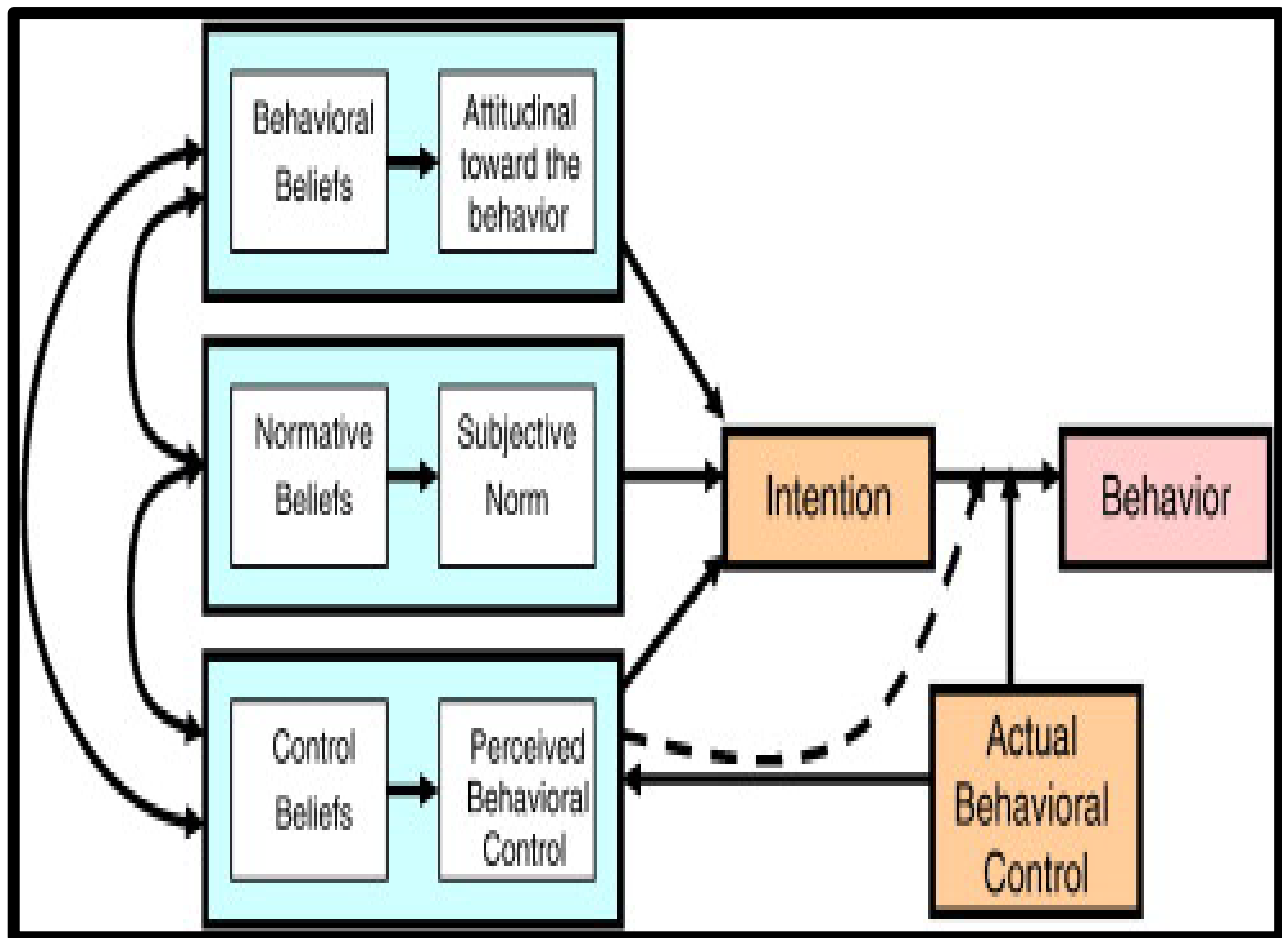 Behavioral
Beliefs
Attitudinal
toward the
behavior
Normative
Beliefs
Subjective
Norm
Intention
Behavior
Control
Beliefs
Perceived
Behavioral
Control
Actual
Behavioral
Control